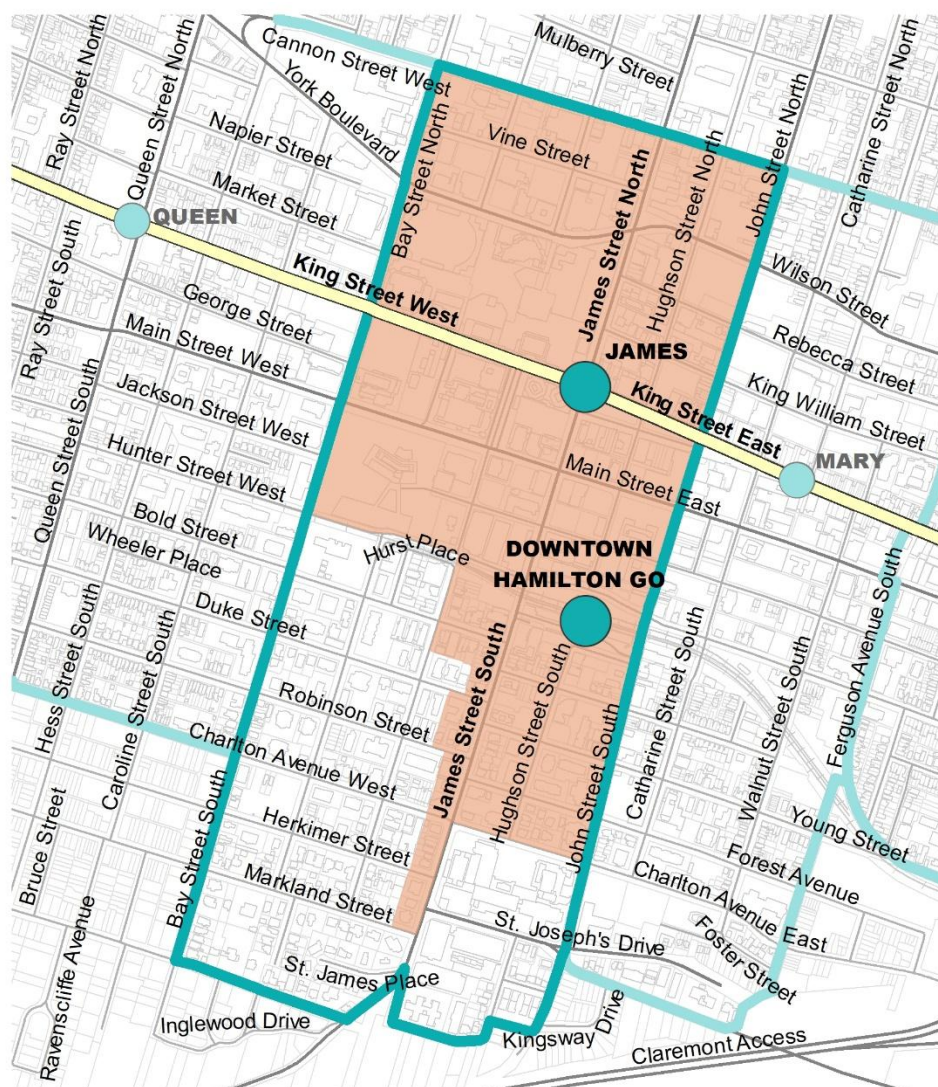 Mulberry Street
Cannon Street West
Ray Street North
Queen Street North
York Boulevard
Bay Street North
Vine Street
James Street North
Hughson Street North
John Street North
Catharine Street North
Napier Street
Market Street
QUEEN
King Street West
Wilson Street
Ray Street South
George Street
Main Street West
JAMES
Rebecca Street
King William Street
King Street East
Jackson Street West
Hunter Street West
MARY
Main Street East
Queen Street South
Bold Street
Wheeler Place
Hurst Place
DOWNTOWN
HAMILTON GO
Duke Street
Hess Street South
Caroline Street South
Robinson Street
James Street South
Hughson Street South
John Street South
Catharine Street South
Walnut Street South
Ferguson Avenue South
Charlton Avenue West
Bay Street South
Bruce Street
Herkimer Street
Markland Street
Young Street
Forest Avenue
Charlton Avenue East
Foster Street
St. Joseph's Drive
Ravenscliffe Avenue
St. James Place
Inglewood Drive
Kingsway Drive
Claremont Access